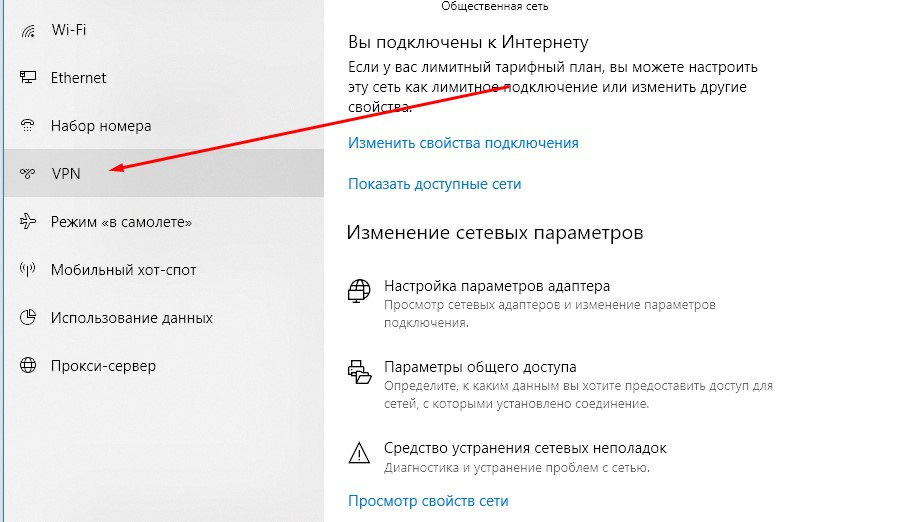 Wi-Fi
Ethernet
Набор номера
VPN
Режим «в самолете»
Мобильный хот-спот
Использование данных
Прокси-сервер
Общественная сеть
Вы подключены к Интернету
Если у вас лимитный тарифный план, вы можете настроить
эту сеть как лимитное подключение или изменить другие
свойства.
Изменить свойства подключения
Показать доступные сети
Изменение сетевых параметров
Настройка параметров адаптера
Просмотр сетевых адаптеров и изменение параметров
подключения.
Параметры общего доступа
Определите, к каким данным вы хотите предоставить доступ для
сетей, с которыми установлено соединение.
Средство устранения сетевых неполадок
Диагностика и устранение проблем с сетью.
Просмотр свойств сети